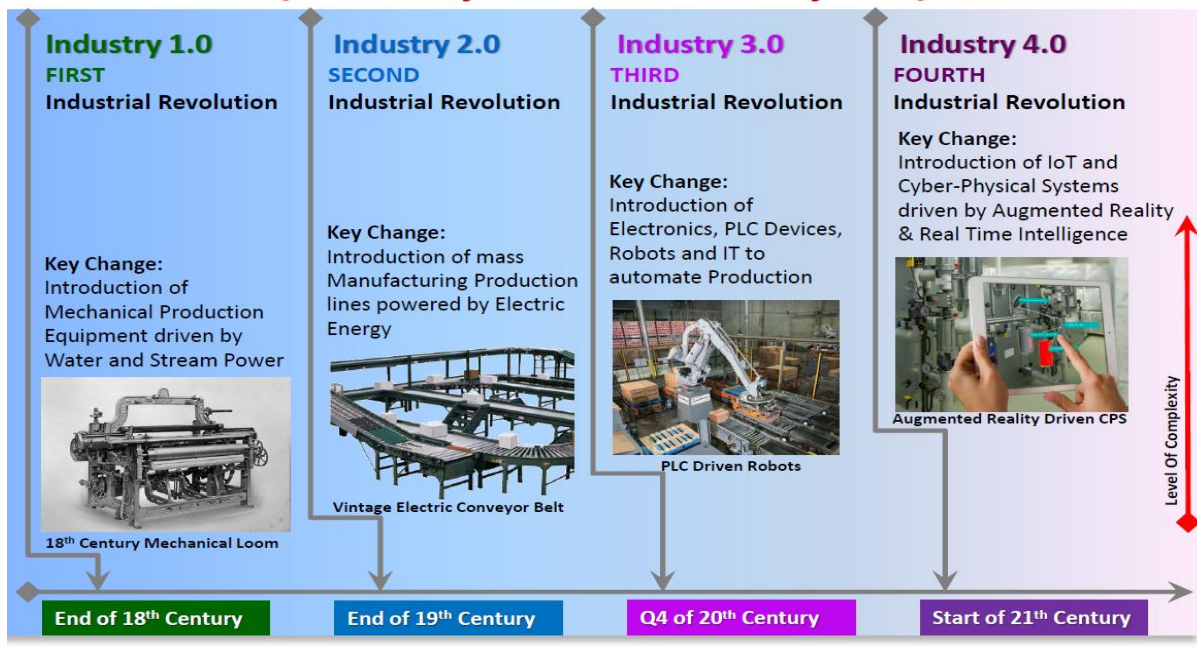 Industry 1.0
FIRST
Industrial Revolution
Key Change:
Introduction of
Mechanical Production
Equipment driven by
Water and Stream Power
18th Century Mechanical Loom
End of 18th Century
Industry 2.0
SECOND
Industrial Revolution
Key Change:
Introduction of mass
Manufacturing Production
lines powered by Electric
Energy
Vintage Electric Conveyor Belt
End of 19th Century
Industry 3.0
THIRD
Industrial Revolution
Key Change:
Introduction of
Electronics, PLC Devices,
Robots and IT to
automate Production
PLC Driven Robots
Q4 of 20th Century
Industry 4.0
FOURTH
Industrial Revolution
Key Change:
Introduction of IoT and
Cyber-Physical Systems
driven by Augmented Reality
& Real Time Intelligence
Augmented Reality Driven CPS
Start of 21th Century
Level Of Complexity